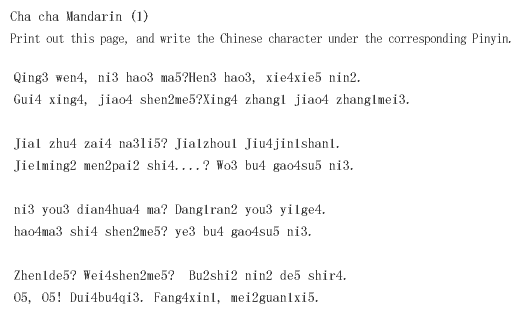 Cha cha Mandarin (1)
Print out this page, and write the Chinese character under the corresponding Pinyin.
Qing3 wen4, ni3 hao3 ma5?Hen3 hao3, xie4xie5 nin2.
Gui4 xing4, jiao4 shen2me5?Xing4 zhang1 jiao4 zhang1mei3.
Jia1 zhu4 zai4 na3li5? Jia1zhou1 Jiu4jin1shan1.
Jie1ming2 men2pai2 shi4....? Wo3 bu4 gao4su5 ni3.
ni3 you3 dian4hua4 ma? Dang1ran2 you3 yi1ge4.
hao4ma3 shi4 shen2me5? ye3 bu4 gao4su5 ni3.
Zhen1de5? Wei4shen2me5? Bu2shi2 nin2 de5 shir4.
O5, O5! Dui4bu4qi3. Fang4xin1, mei2guan1xi5.